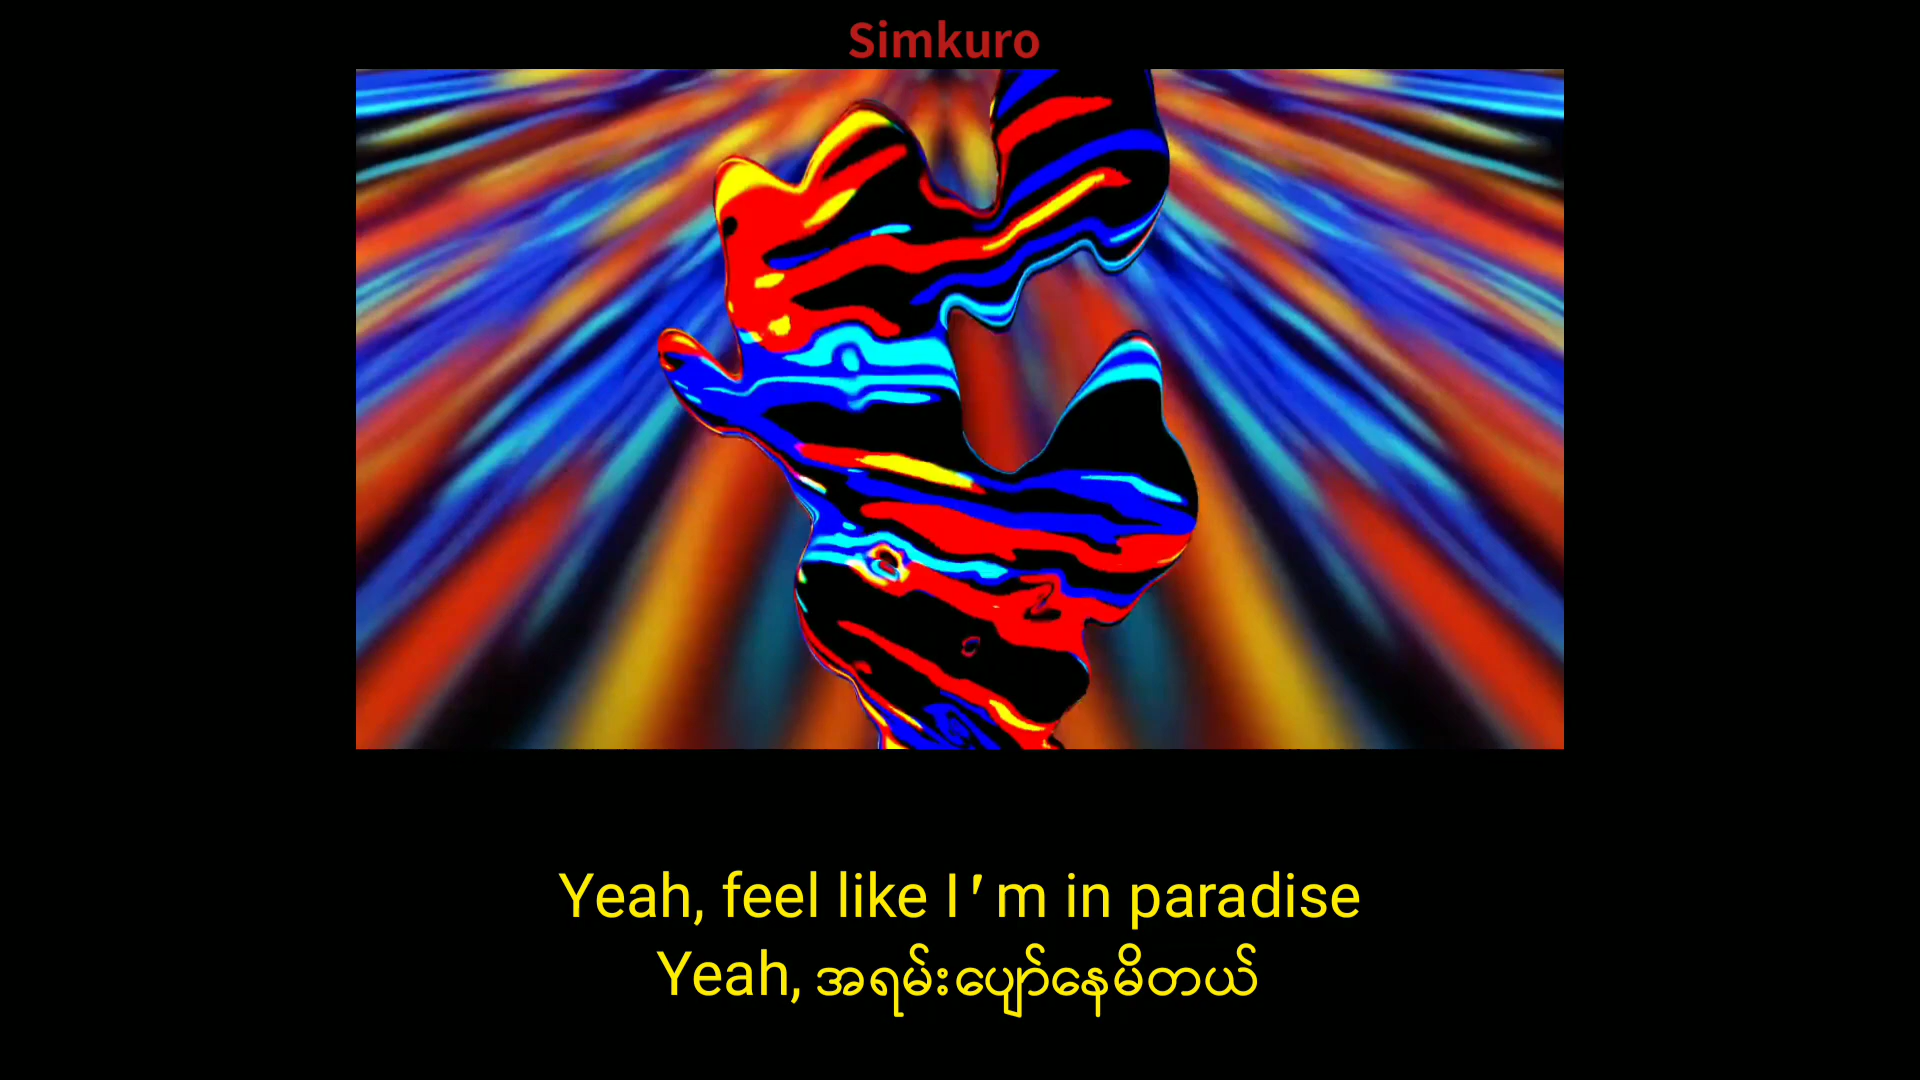 Simkuro
Yeah, feel like I'm in paradise
Yeah, အရမ်းပျော်နေမိတယ်